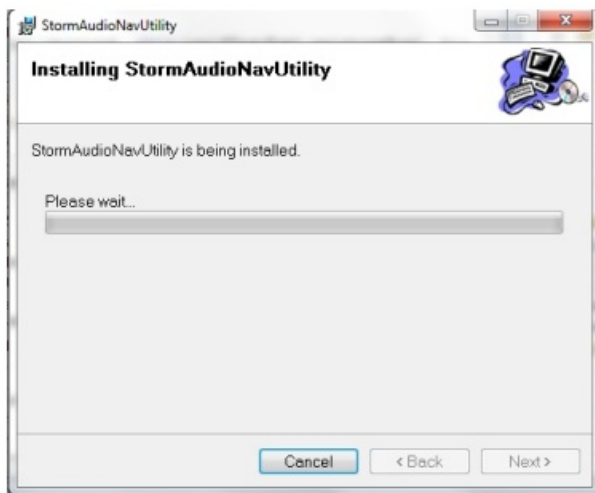 StormAudioNavUtility
Installing StormAudioNavUtility
StormAudioNavUtility is being installed.
Please wait...
Cancel
< Back
Next >